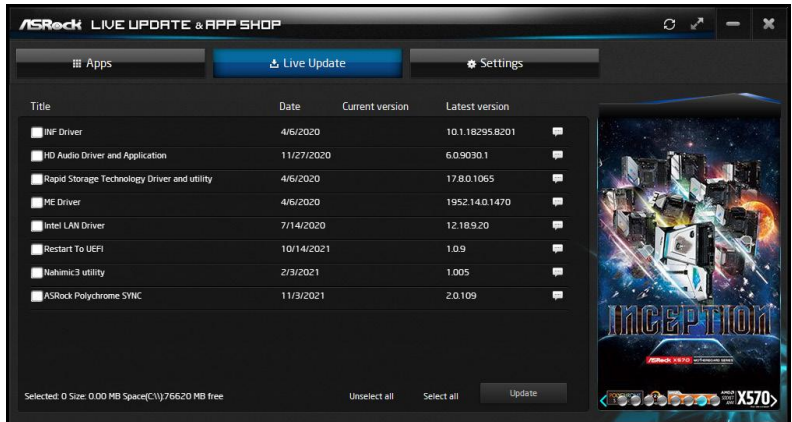 ASRock LIVE UPDATE & APP SHOP
Apps Live Update Settings
Title Date Current version Latest version
INF Driver 4/6/2020 10.1.18295.8201
HD Audio Driver and Application 11/27/2020 6.0.9030.1
Rapid Storage Technology Driver and utility 4/6/2020 17.8.0.1065
ME Driver 4/6/2020 1952.14.0.1470
Intel LAN Driver 7/14/2020 12.18.9.20
Restart To UEFI 10/14/2021 1.0.9
Nahimic3 utility 2/3/2021 1.005
ASRock Polychrome SYNC 11/3/2021 2.0.109
INCEPTION
ASRock X570 MOTHERBOARD SERIES
Selected: 0 Size: 0.00 MB Space(C:\\):76620 MB free Unselect all Select all Update
X570